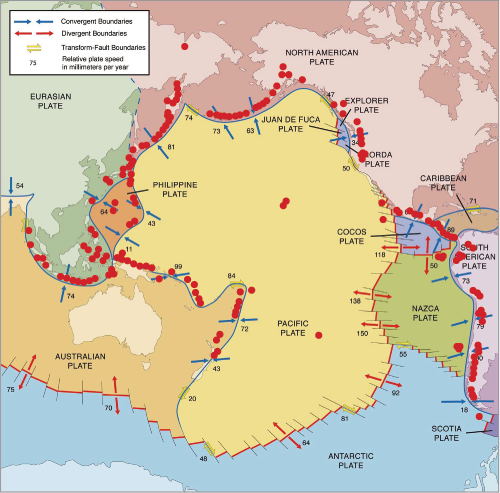 Convergent Boundaries
Divergent Boundaries
Transform-Fault Boundaries
75
Relative plate speed
in millimeters per year
NORTH AMERICAN
PLATE
EURASIAN
PLATE
47
EXPLORER
PLATE
74
73
63
JUAN DE FUCA
PLATE
34
GORDA
PLATE
50
81
54
PHILIPPINE
PLATE
CARIBBEAN
PLATE
71
64
43
COCOS
PLATE
89
SOUTH
AMERICAN
PLATE
11
99
118
50
73
74
84
138
72
PACIFIC
PLATE
NAZCA
PLATE
79
150
43
55
AUSTRALIAN
PLATE
75
92
20
18
70
81
64
48
SCOTIA
PLATE
ANTARCTIC
PLATE